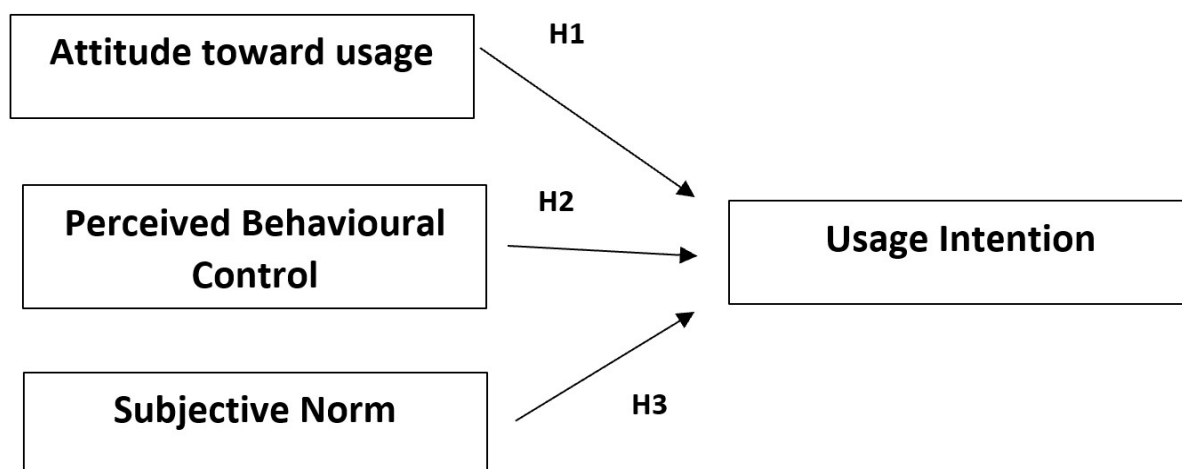 Attitude toward usage
H1
Perceived Behavioural
Control
H2
Usage Intention
Subjective Norm
H3